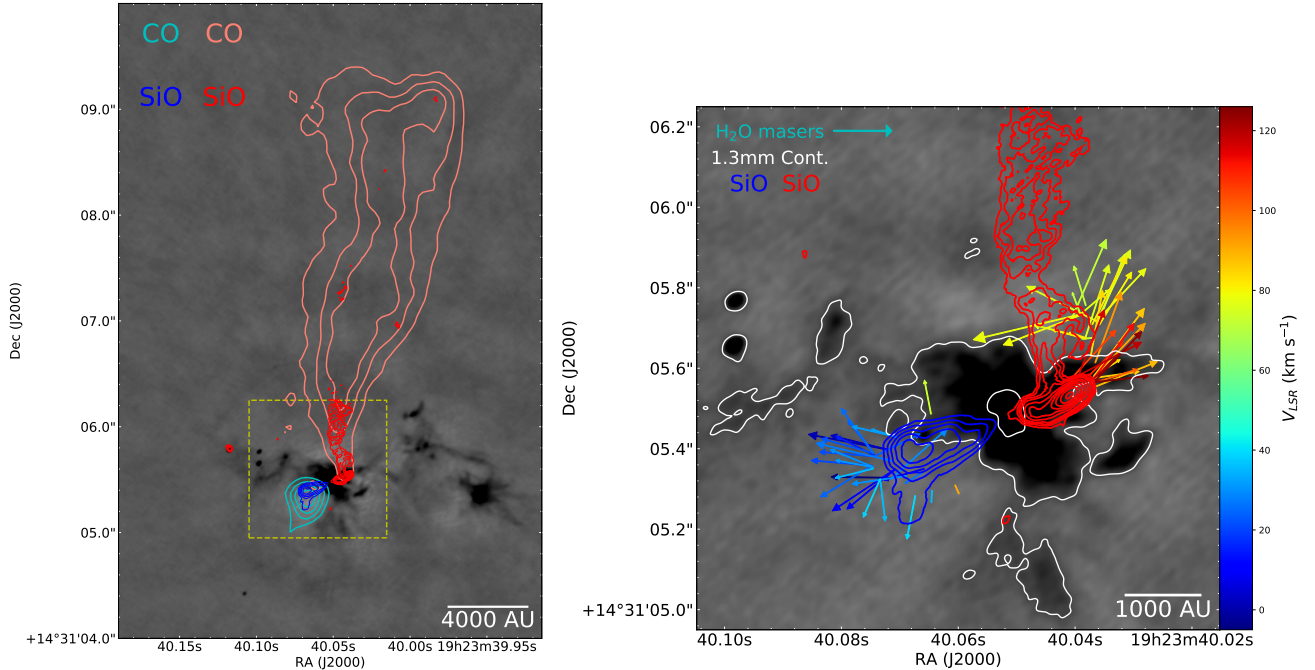 CO CO
SiO SiO
Dec (J2000)
09.0"
08.0"
07.0"
06.0"
05.0"
+14°31'04.0"
4000 AU
40.15s 40.10s 40.05s 40.00s 19h23m39.95s
RA (J2000)
H₂O masers
1.3mm Cont.
SiO SiO
Dec (J2000)
06.2"
06.0"
05.8"
05.6"
05.4"
05.2"
+14°31'05.0"
1000 AU
40.10s 40.08s 40.06s 40.04s 19h23m40.02s
RA (J2000)
120
100
80
60
40
20
0
V_LSR (km s⁻¹)